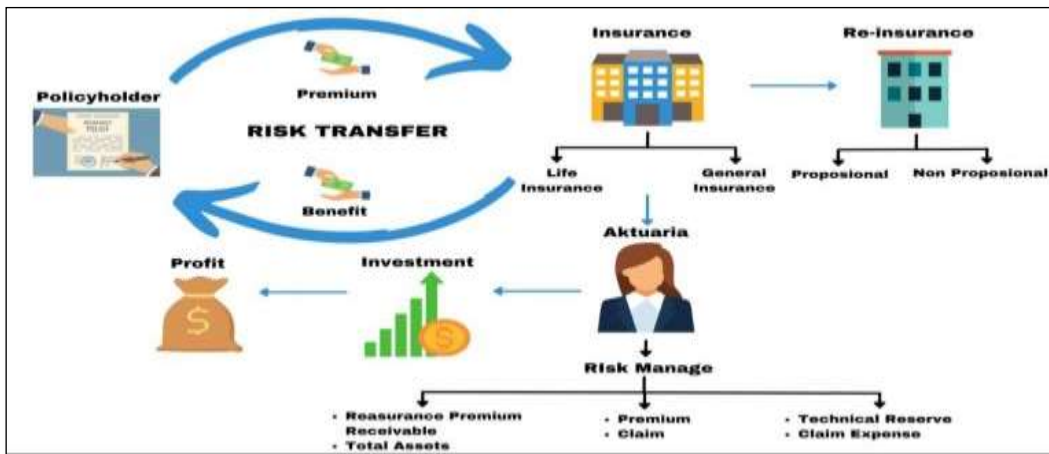 Insurance
Re-insurance
Policyholder
Premium
RISK TRANSFER
Benefit
Life
Insurance
General
Insurance
Proposional
Non Proposional
Aktuaria
Profit
Investment
$
$
RIsk Manage
• Reasurance Premium
Receivable
• Total Assets
• Premium
• Claim
• Technical Reserve
• Claim Expense